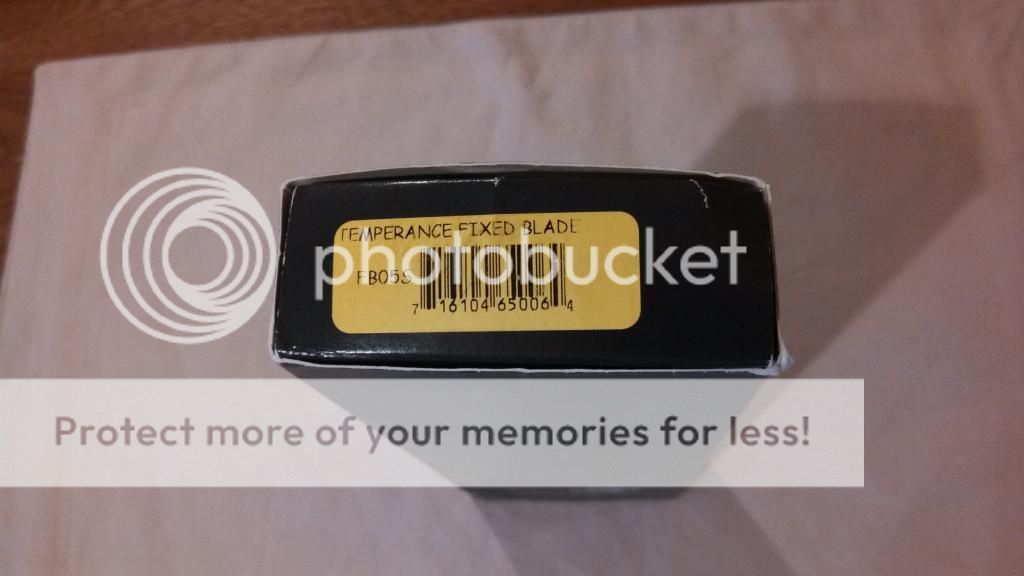 TEMPERANCE FIXED BLADE
FB05S
7 16104 65006 4
photobucket
Protect more of your memories for less!